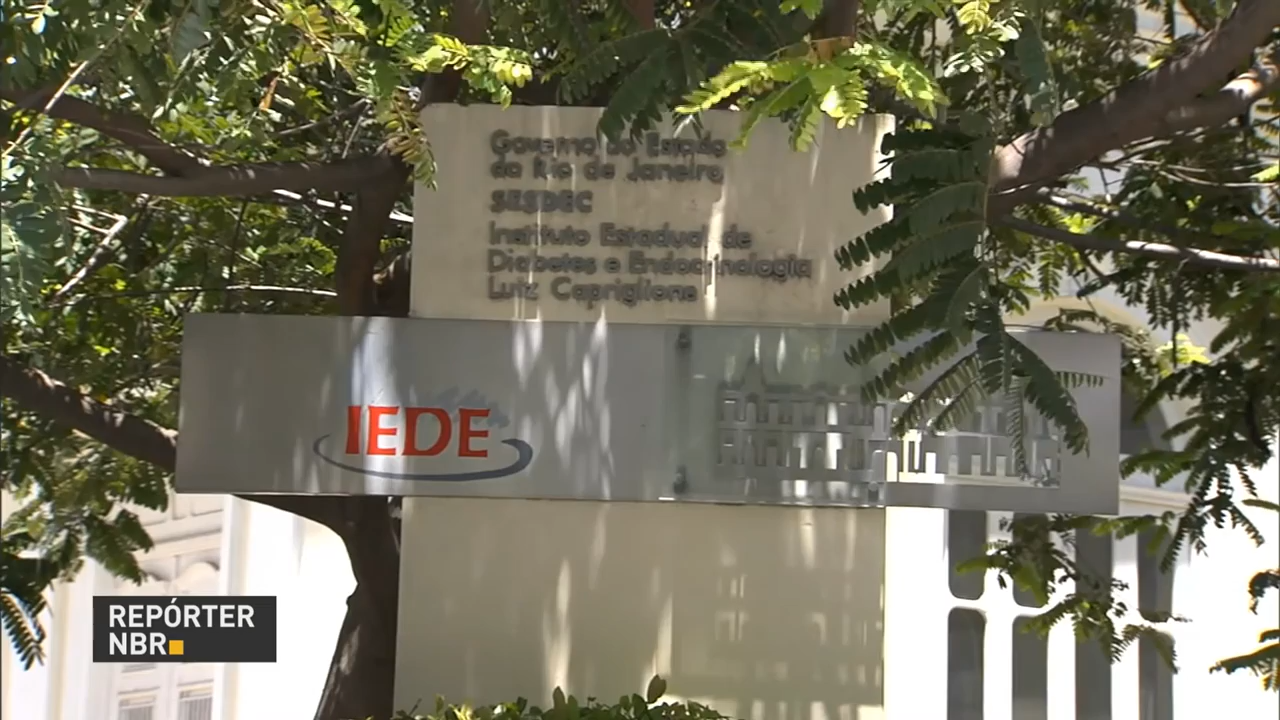 Governo do Estado
do Rio de Janeiro
SESDEC
Instituto Estadual de
Diabetes e Endocrinologia
Luiz Capriglione
IEDE
REPÓRTER
NBR